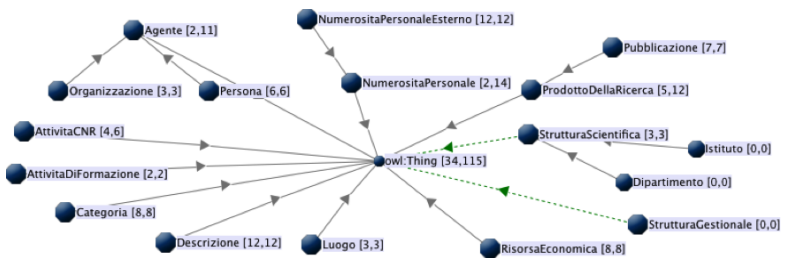 NumerositaPersonaleEsterno [12,12]
Agente [2,11]
Pubblicazione [7,7]
NumerositaPersonale [2,14]
Organizzazione [3,3]
Persona [6,6]
ProdottoDellaRicerca [5,12]
AttivitaCNR [4,6]
StrutturaScientifica [3,3]
Istituto [0,0]
owl:Thing [34,115]
AttivitaDiFormazione [2,2]
Dipartimento [0,0]
Categoria [8,8]
StrutturaGestionale [0,0]
Descrizione [12,12]
Luogo [3,3]
RisorsaEconomica [8,8]